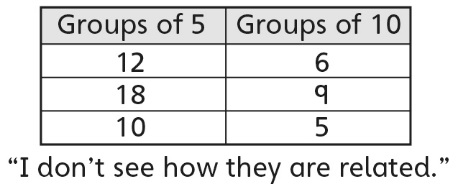 Groups of 5 Groups of 10
12 6
18 9
10 5
“I don’t see how they are related.”